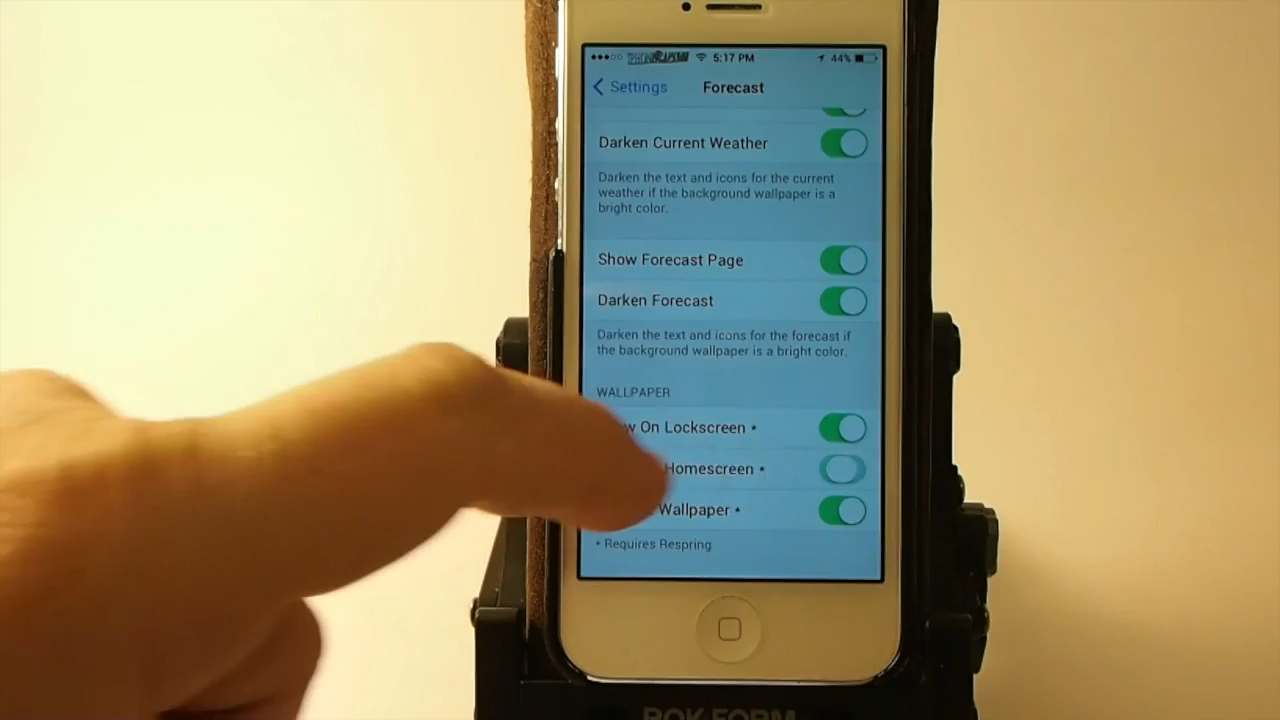 5:17 PM
44%
Settings
Forecast
Darken Current Weather
Darken the text and icons for the current
weather if the background wallpaper is a
bright color.
Show Forecast Page
Darken Forecast
Darken the text and icons for the forecast if
the background wallpaper is a bright color.
WALLPAPER
On Lockscreen *
Homescreen *
Wallpaper *
* Requires Respring
ROKFORM